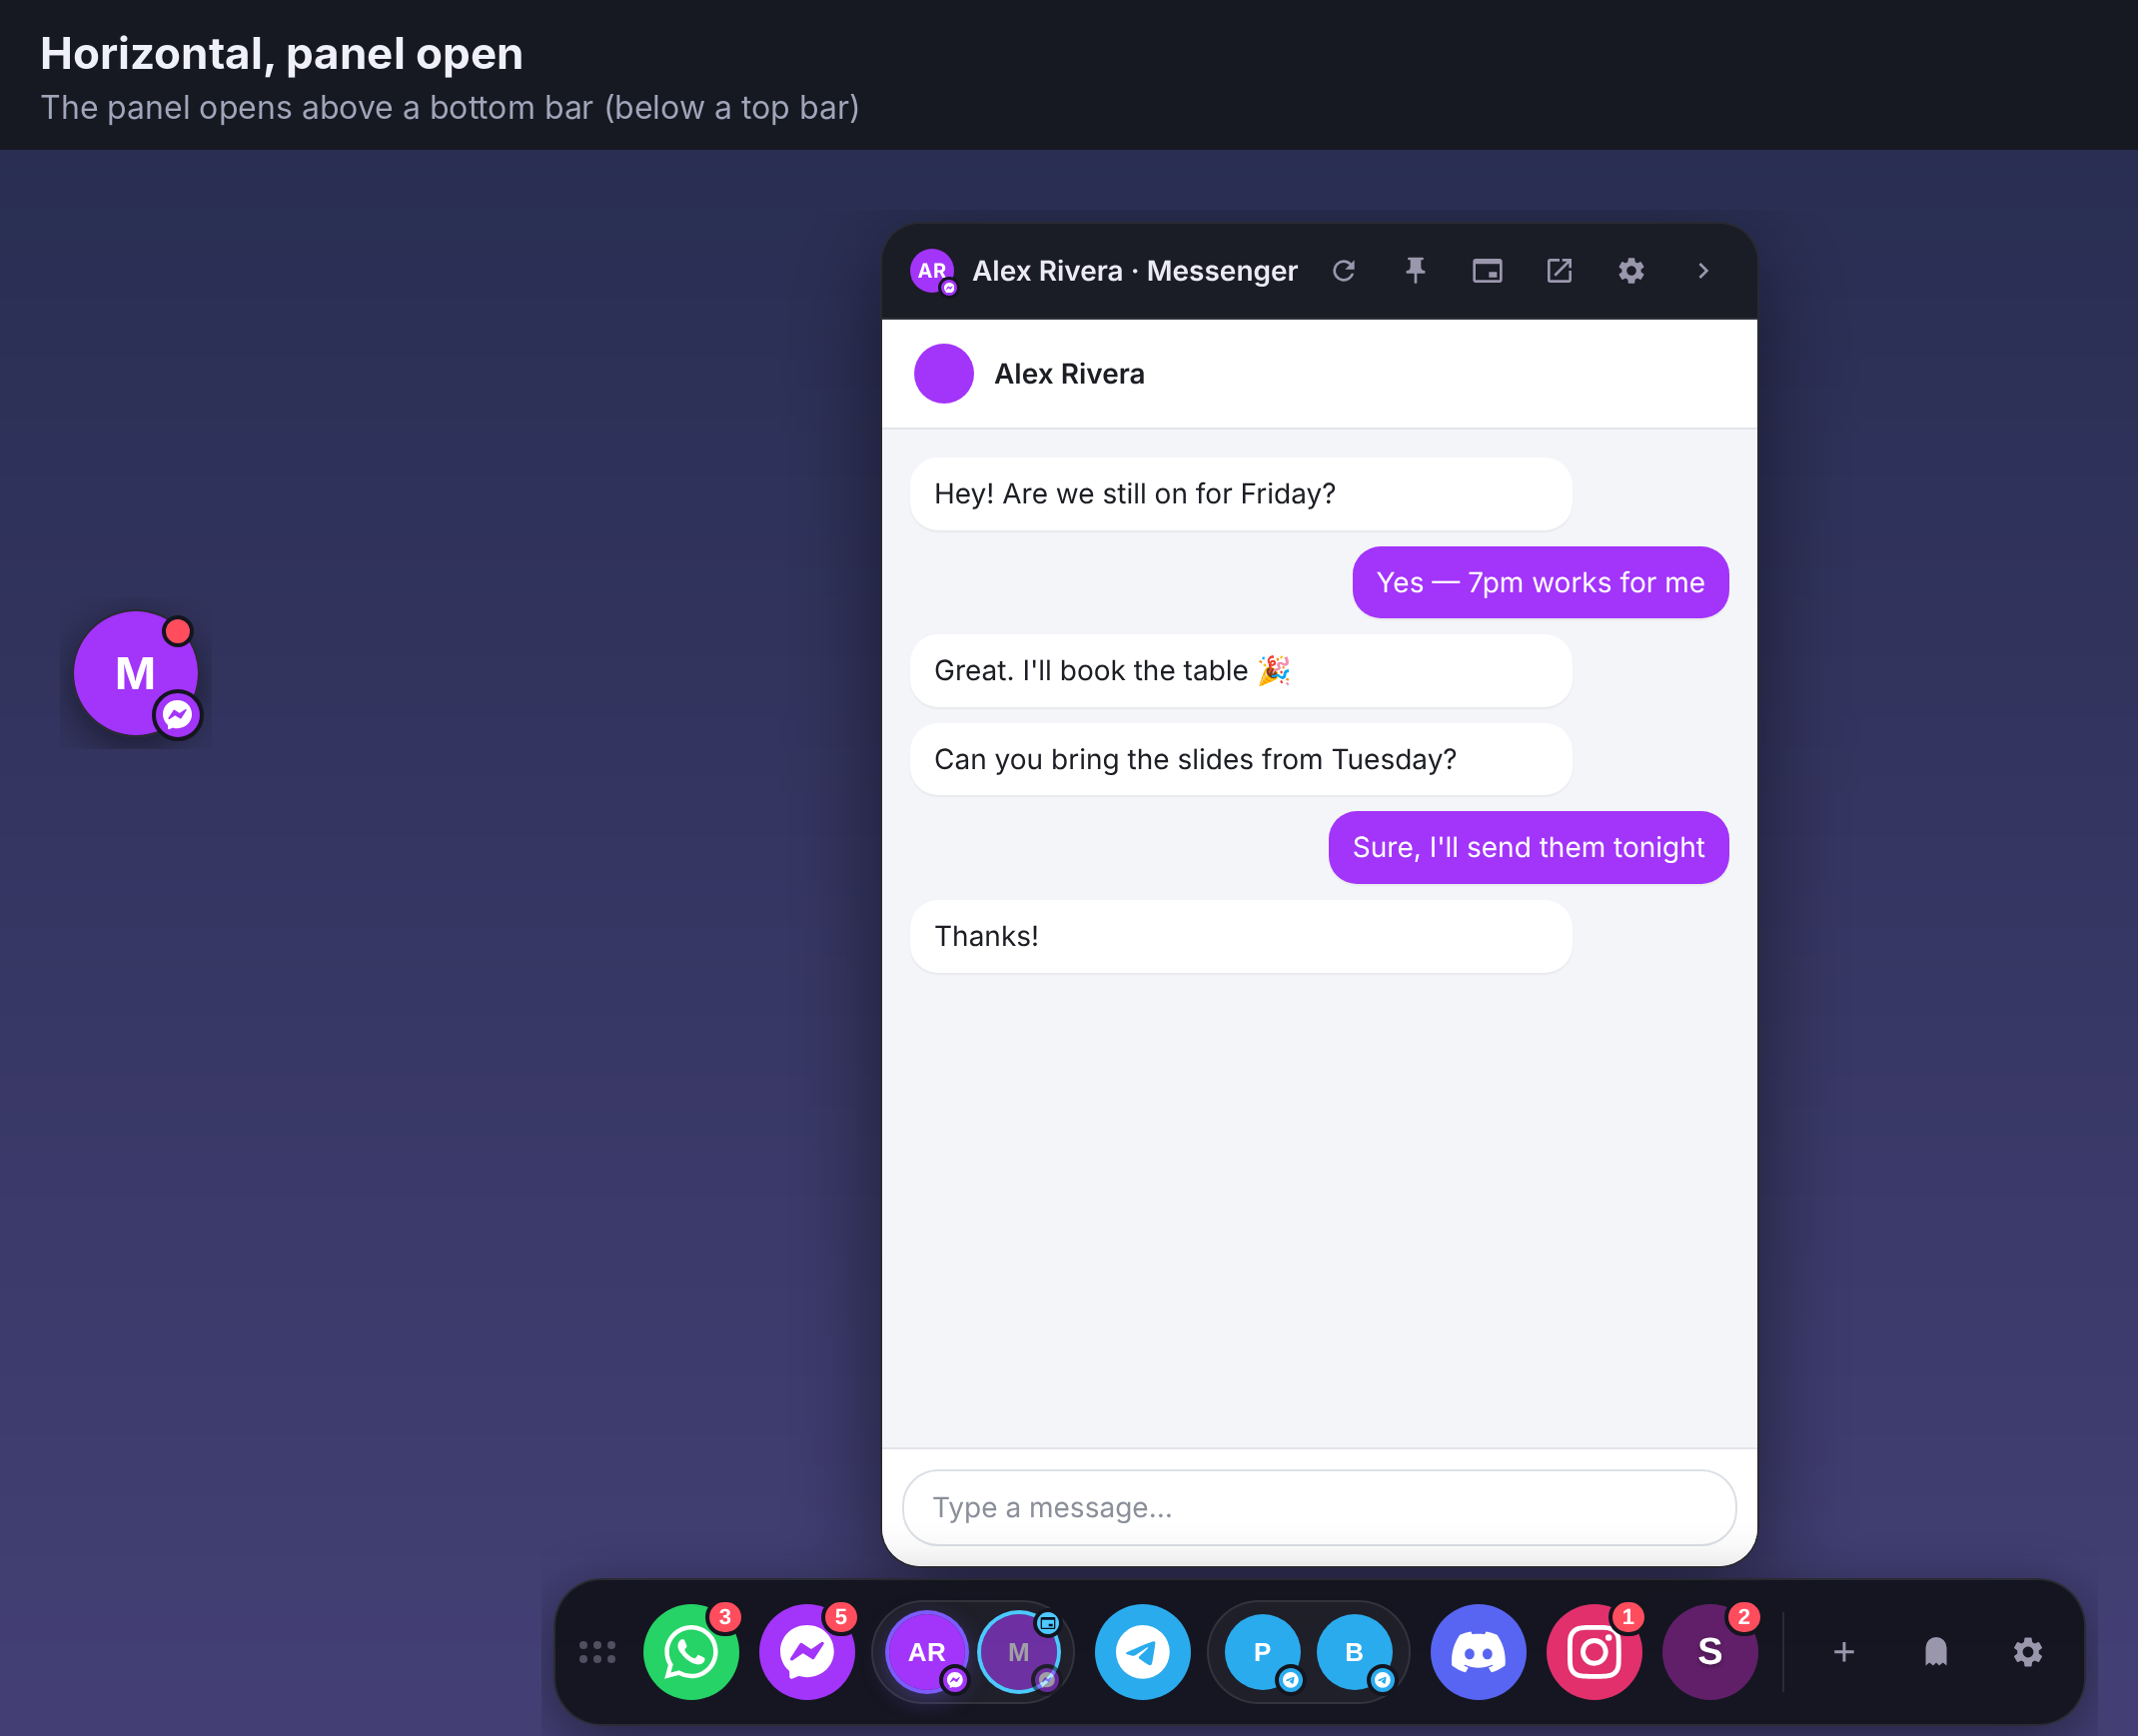 Horizontal, panel open
The panel opens above a bottom bar (below a top bar)
AR Alex Rivera · Messenger
Alex Rivera
Hey! Are we still on for Friday?
Yes — 7pm works for me
M
Great. I'll book the table 🎉
Can you bring the slides from Tuesday?
Sure, I'll send them tonight
Thanks!
Type a message...
3 5 1 2
AR M P B S